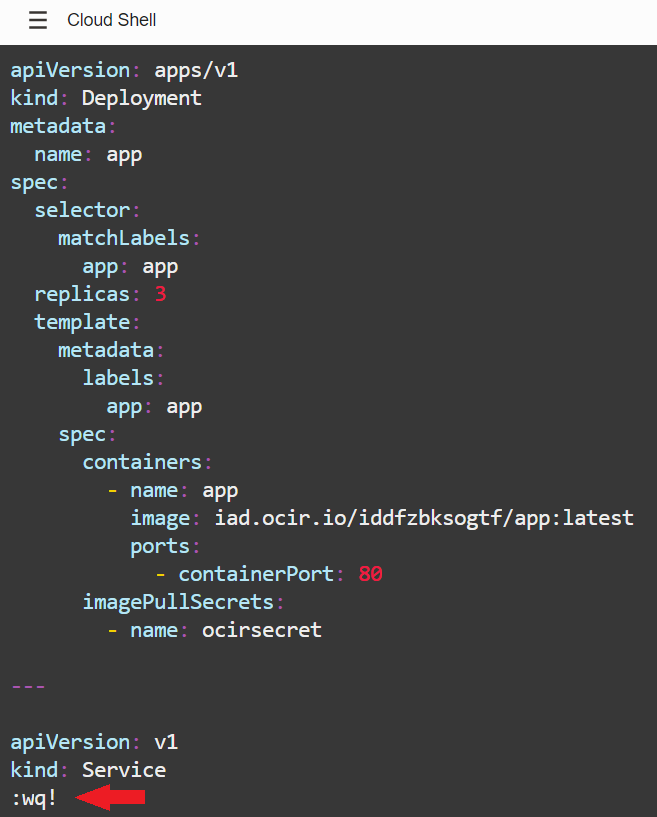 Cloud Shell
apiVersion: apps/v1
kind: Deployment
metadata:
  name: app
spec:
  selector:
    matchLabels:
      app: app
  replicas: 3
  template:
    metadata:
      labels:
        app: app
    spec:
      containers:
        - name: app
          image: iad.ocir.io/iddfzbksogtf/app:latest
          ports:
            - containerPort: 80
      imagePullSecrets:
        - name: ocirsecret
---
apiVersion: v1
kind: Service
:wq!